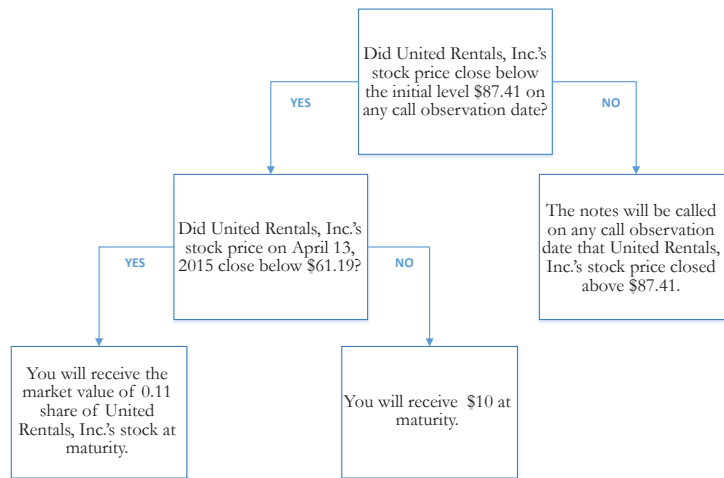 Did United Rentals, Inc.'s
stock price close below
the initial level $87.41 on
any call observation date?
YES
NO
Did United Rentals, Inc.'s
stock price on April 13,
2015 close below $61.19?
The notes will be called
on any call observation
date that United Rentals,
Inc.'s stock price closed
above $87.41.
YES
NO
You will receive the
market value of 0.11
share of United
Rentals, Inc.'s stock at
maturity.
You will receive $10 at
maturity.